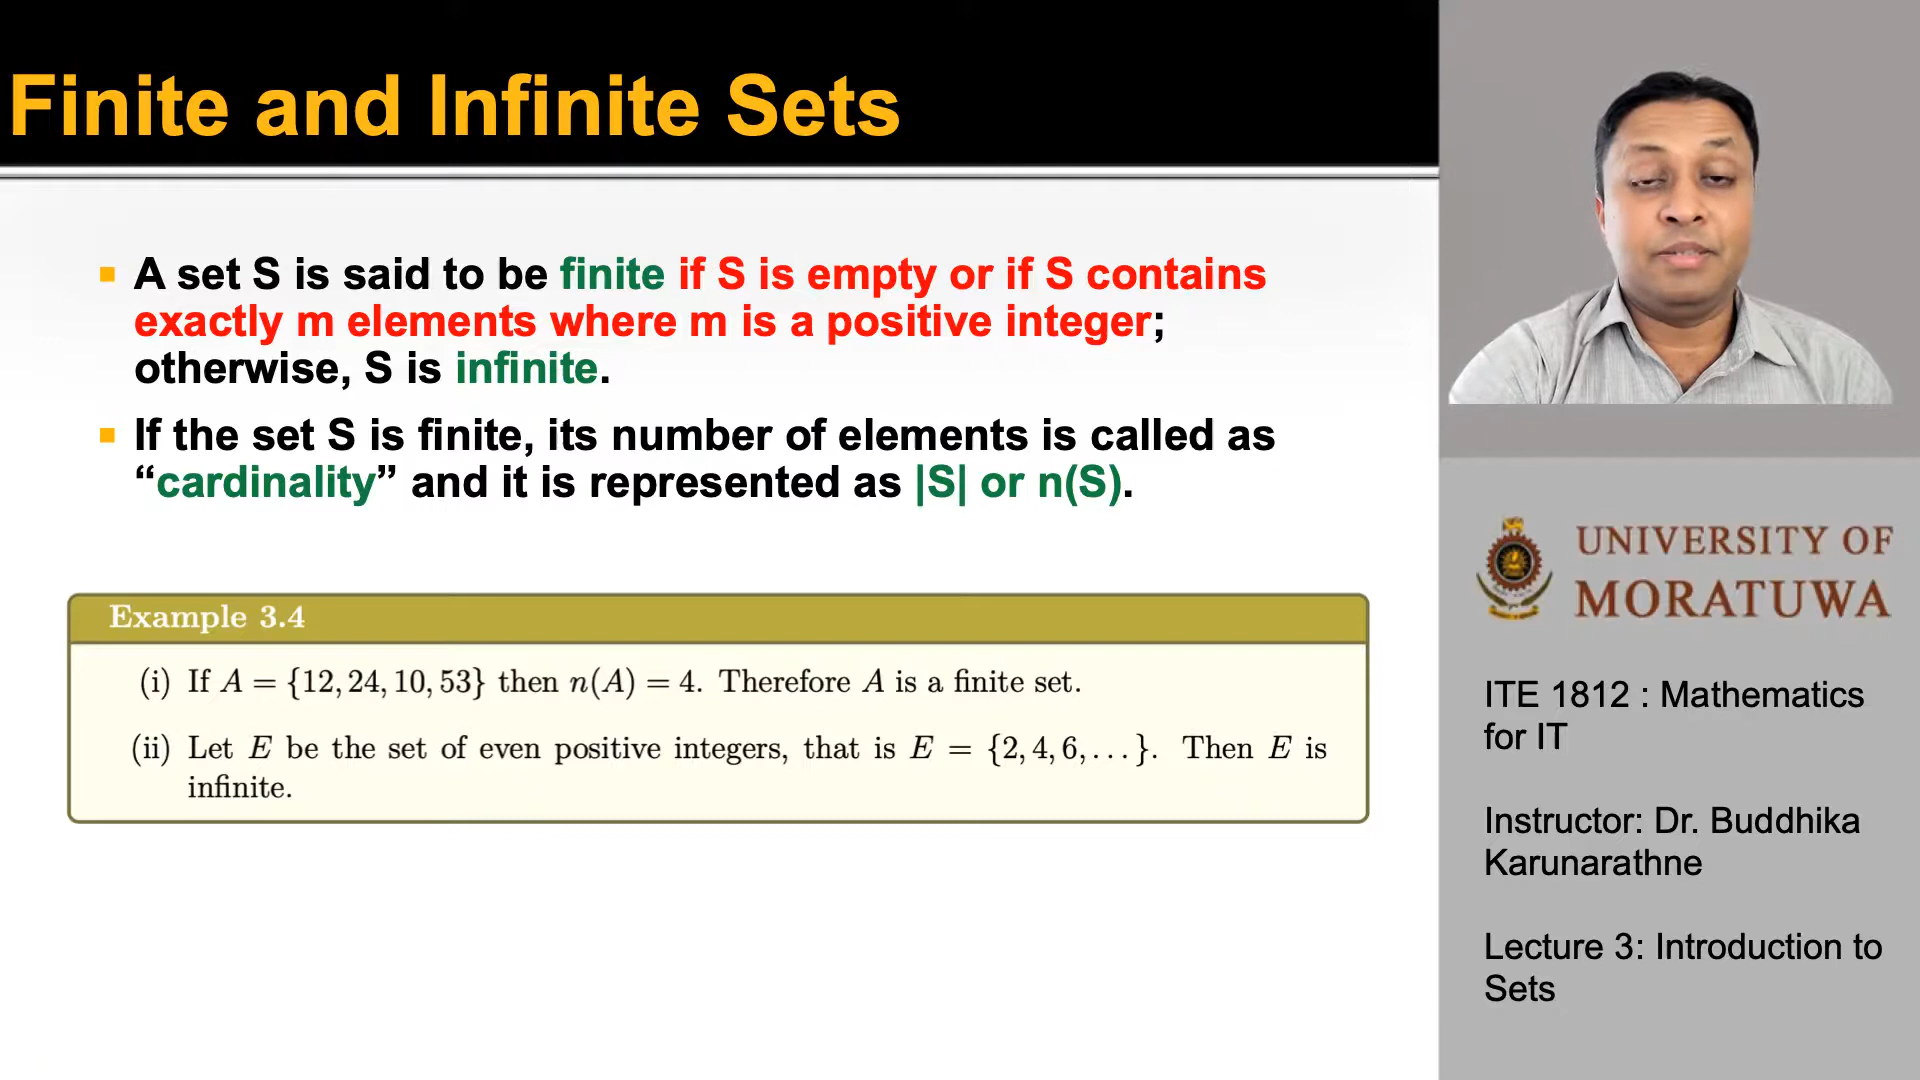 Finite and Infinite Sets
A set S is said to be finite if S is empty or if S contains
exactly m elements where m is a positive integer;
otherwise, S is infinite.
If the set S is finite, its number of elements is called as
“cardinality” and it is represented as |S| or n(S).
Example 3.4
(i) If A = {12, 24, 10, 53} then n(A) = 4. Therefore A is a finite set.
(ii) Let E be the set of even positive integers, that is E = {2, 4, 6, . . . }. Then E is
infinite.
UNIVERSITY OF
MORATUWA
ITE 1812 : Mathematics
for IT
Instructor: Dr. Buddhika
Karunarathne
Lecture 3: Introduction to
Sets